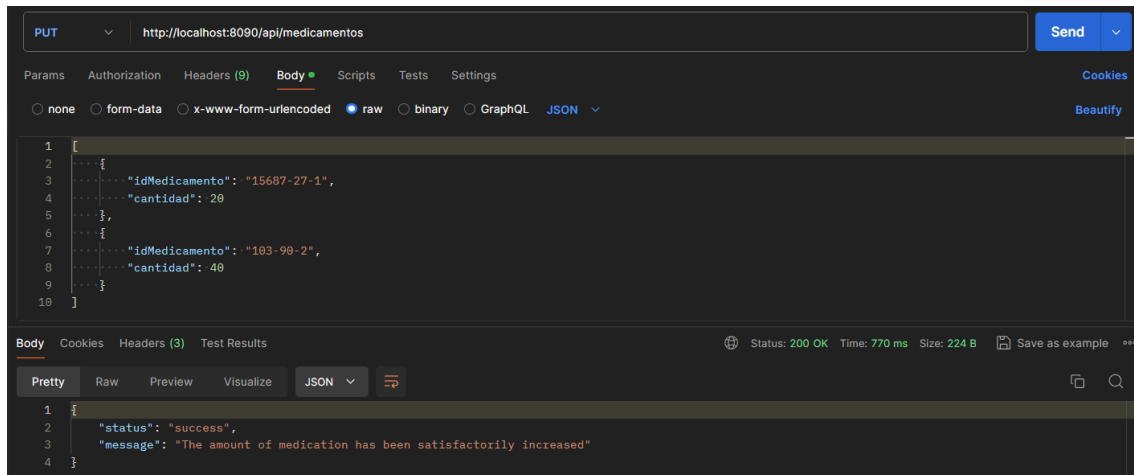 PUT http://localhost:8090/api/medicamentos Send
Params Authorization Headers (9) Body Scripts Tests Settings Cookies
none form-data x-www-form-urlencoded raw binary GraphQL JSON Beautify
1 [
2 {
3 "idMedicamento": "15687-27-1",
4 "cantidad": 20
5 },
6 {
7 "idMedicamento": "103-90-2",
8 "cantidad": 40
9 }
10 ]
Body Cookies Headers (3) Test Results Status: 200 OK Time: 770 ms Size: 224 B Save as example
Pretty Raw Preview Visualize JSON
1 {
2 "status": "success",
3 "message": "The amount of medication has been satisfactorily increased"
4 }